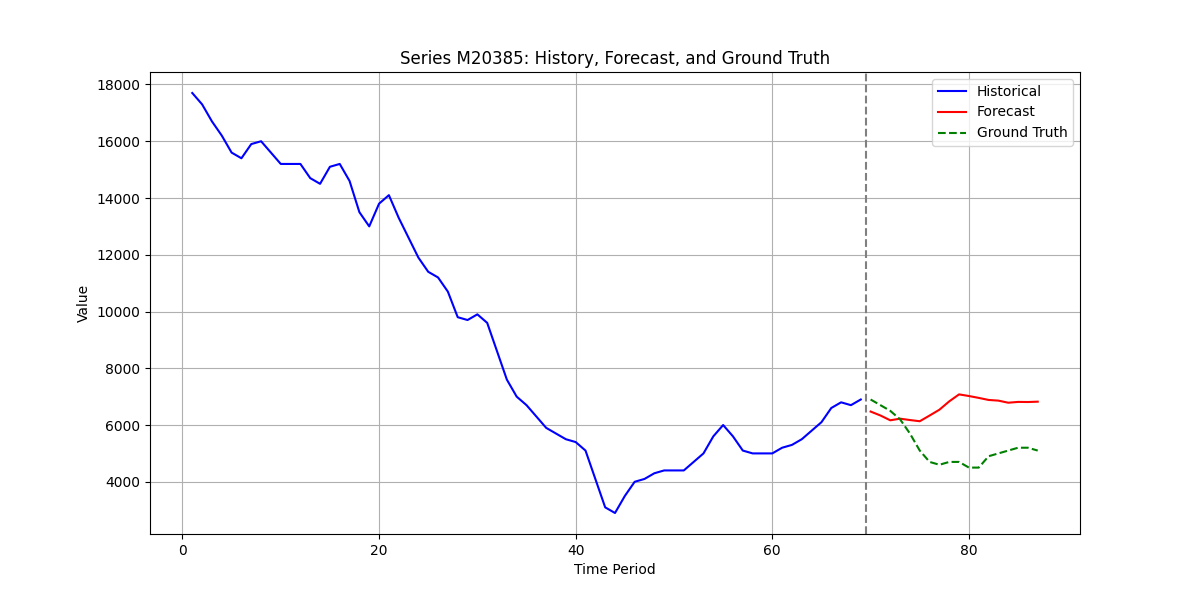 Series M20385: History, Forecast, and Ground Truth
18000
16000
14000
12000
10000
8000
6000
4000
Value
0
20
40
60
80
Time Period
Historical
Forecast
Ground Truth